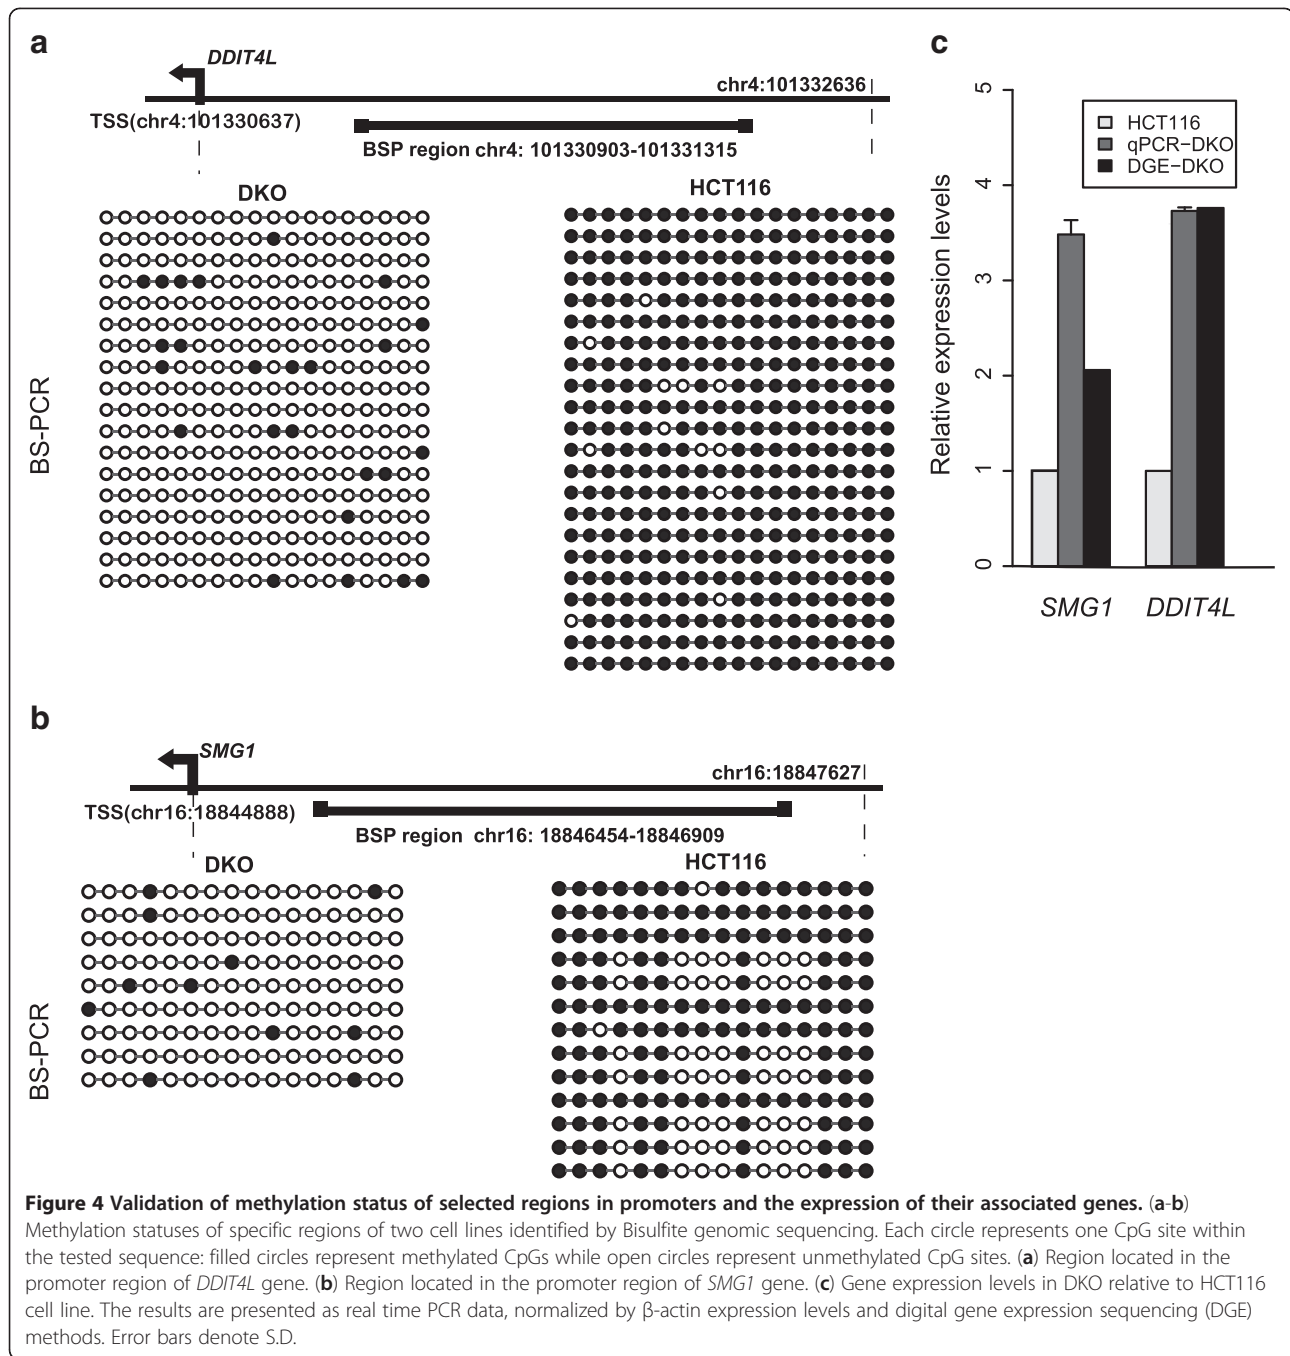 a
DDIT4L
chr4:101332636
TSS(chr4:101330637)
BSP region chr4: 101330903-101331315
DKO
HCT116
BS-PCR
b
SMG1
chr16:18847627
TSS(chr16:18844888)
BSP region chr16: 18846454-18846909
DKO
HCT116
BS-PCR
c
Relative expression levels
5
4
3
2
1
0
HCT116
qPCR−DKO
DGE−DKO
SMG1 DDIT4L
Figure 4 Validation of methylation status of selected regions in promoters and the expression of their associated genes. (a-b)
Methylation statuses of specific regions of two cell lines identified by Bisulfite genomic sequencing. Each circle represents one CpG site within
the tested sequence: filled circles represent methylated CpGs while open circles represent unmethylated CpG sites. (a) Region located in the
promoter region of DDIT4L gene. (b) Region located in the promoter region of SMG1 gene. (c) Gene expression levels in DKO relative to HCT116
cell line. The results are presented as real time PCR data, normalized by β-actin expression levels and digital gene expression sequencing (DGE)
methods. Error bars denote S.D.